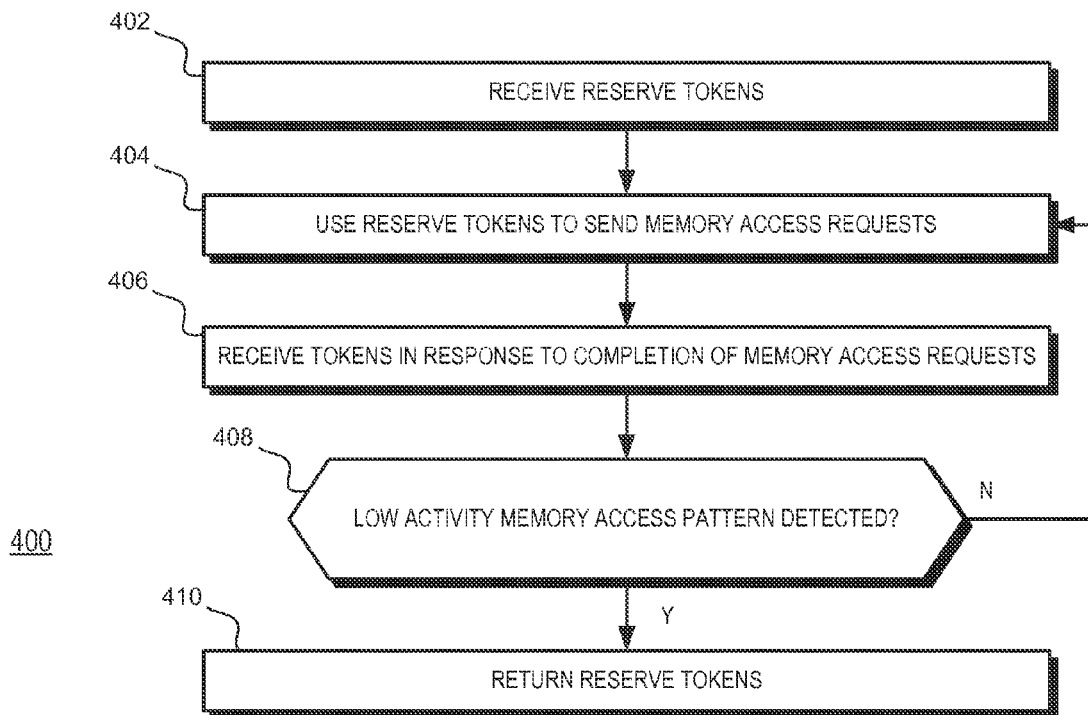 402
RECEIVE RESERVE TOKENS
404
USE RESERVE TOKENS TO SEND MEMORY ACCESS REQUESTS
406
RECEIVE TOKENS IN RESPONSE TO COMPLETION OF MEMORY ACCESS REQUESTS
408
LOW ACTIVITY MEMORY ACCESS PATTERN DETECTED?
N
400
Y
410
RETURN RESERVE TOKENS